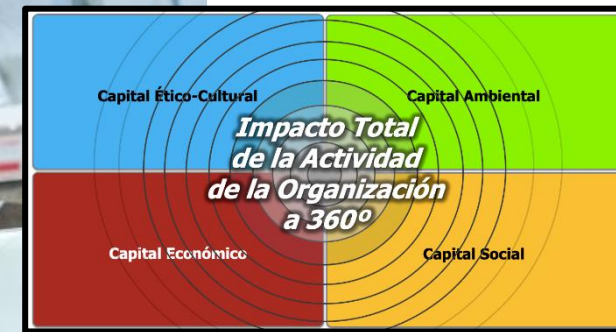 Capital Ético-Cultural
Capital Ambiental
Impacto Total
de la Actividad
de la Organización
a 360º
Capital Económico
Capital Social